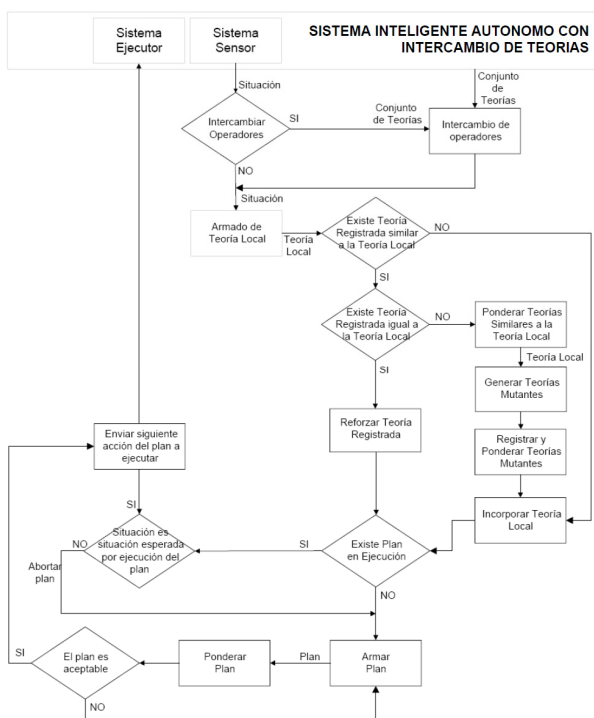 Sistema
Ejecutor
Sistema
Sensor
SISTEMA INTELIGENTE AUTONOMO CON
INTERCAMBIO DE TEORIAS
Situación
Conjunto
de
Teorías
Intercambiar
Operadores
SI
Conjunto
de Teorías
Intercambio de
operadores
NO
Situación
Armado de
Teoría Local
Teoría
Local
Existe Teoría
Registrada similar
a la Teoría Local
NO
SI
Existe Teoría
Registrada igual a
la Teoría Local
NO
Ponderar Teorías
Similares a la
Teoría Local
SI
Teoría Local
Generar Teorías
Mutantes
Reforzar Teoría
Registrada
Registrar y
Ponderar Teorías
Mutantes
Enviar siguiente
acción del plan a
ejecutar
SI
Incorporar Teoría
Local
Situación es
situación esperada
por ejecución del
plan
NO
SI
Existe Plan
en Ejecución
Abortar
plan
NO
SI
El plan es
aceptable
Ponderar
Plan
Plan
Armar
Plan
NO